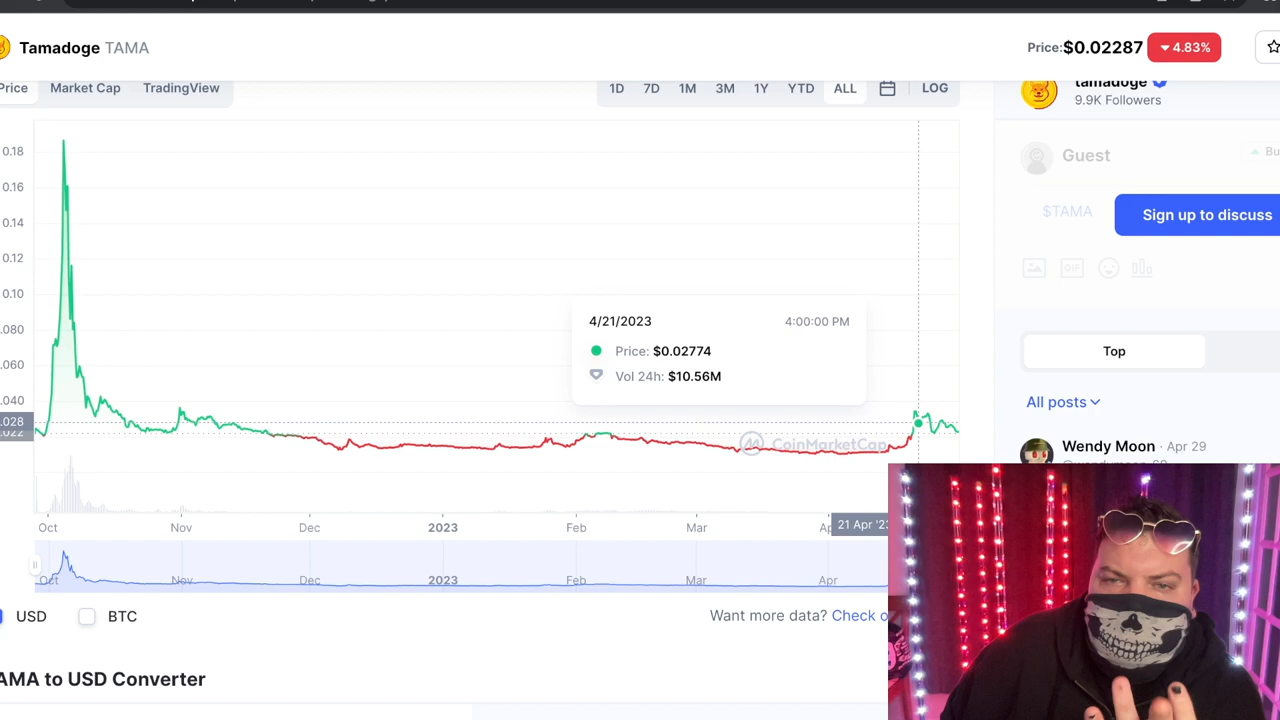 Tamadoge TAMA
Price:$0.02287 4.83%
Price Market Cap TradingView
1D 7D 1M 3M 1Y YTD ALL LOG
tamadoge
9.9K Followers
Guest
Bu
$TAMA
Sign up to discuss
GIF
0.18
0.16
0.14
0.12
0.10
.080
.060
.040
.028
.022
4/21/2023 4:00:00 PM
Price: $0.02774
Vol 24h: $10.56M
CoinMarketCap
Top
All posts
Wendy Moon · Apr 29
Oct Nov Dec 2023 Feb Mar Ap 21 Apr '23
Oct Nov Dec 2023 Feb Mar Apr
USD BTC
Want more data? Check o
AMA to USD Converter